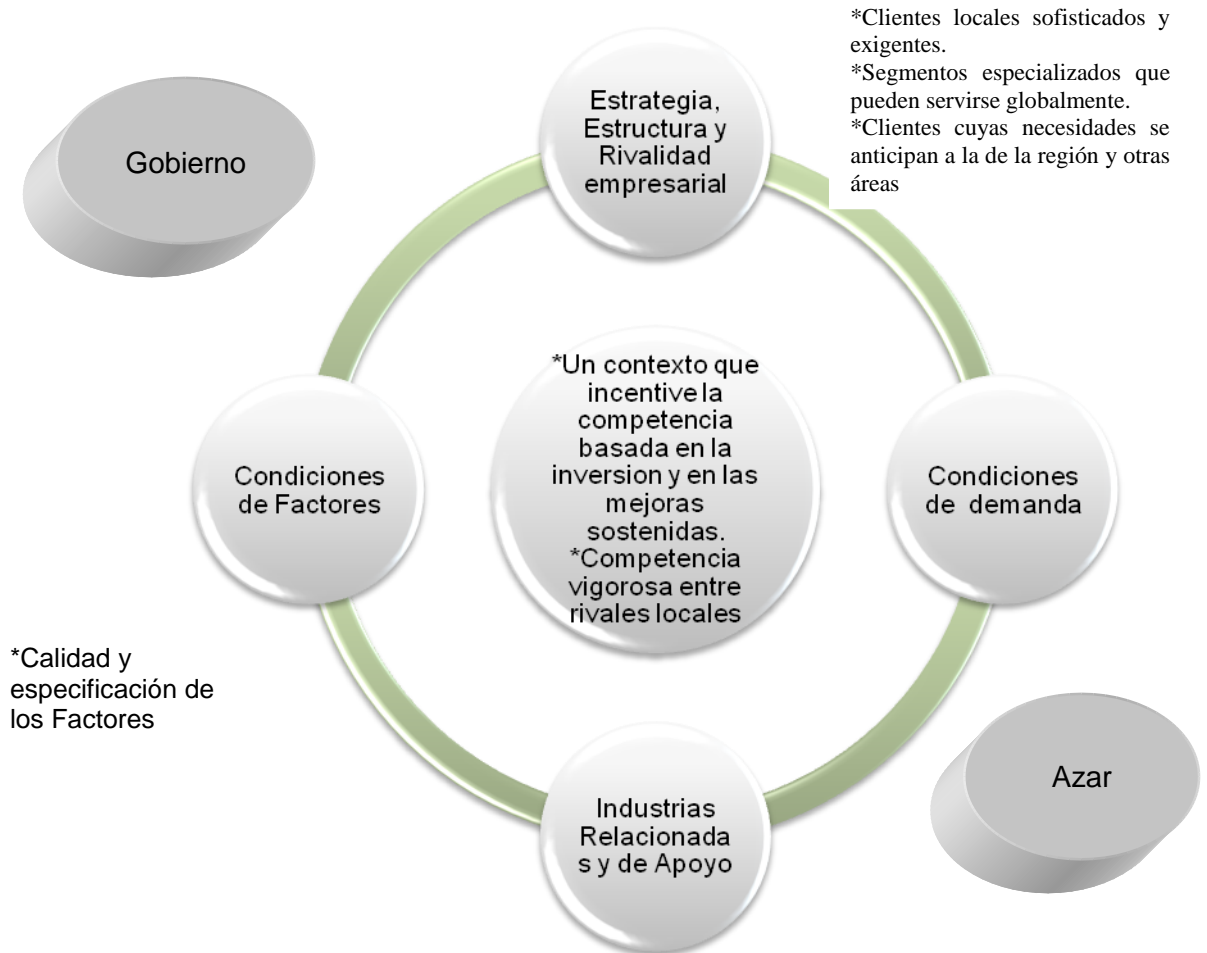 *Clientes locales sofisticados y
exigentes.
*Segmentos especializados que
pueden servirse globalmente.
*Clientes cuyas necesidades se
anticipan a la de la región y otras
áreas
Estrategia,
Estructura y
Rivalidad
empresarial
Gobierno
*Un contexto que
incentive la
competencia
basada en la
inversion y en las
mejoras
sostenidas.
*Competencia
vigorosa entre
rivales locales
Condiciones
de Factores
Condiciones
de demanda
*Calidad y
especificación de
los Factores
Azar
Industrias
Relacionada
s y de Apoyo